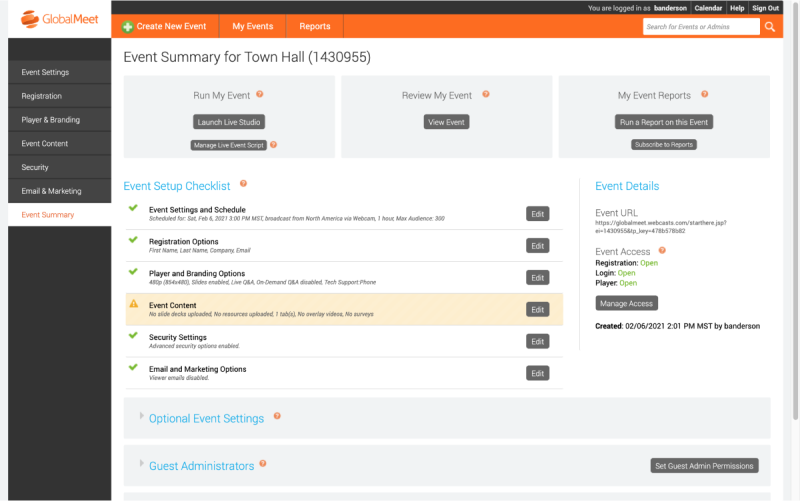 you are logged in as banderson Calendar Help Sign Out
GlobalMeet
Create New Event My Events Reports
Search for Events or Admins
Event Summary for Town Hall (1430955)
Event Settings
Registration
Player & Branding
Event Content
Security
Email & Marketing
Event Summary
Run My Event ?
Launch Live Studio
Manage Live Event Script ?
Review My Event ?
View Event
My Event Reports ?
Run a Report on this Event
Subscribe to Reports
Event Setup Checklist ?
Event Settings and Schedule
Scheduled for: Sat, Feb 6, 2021 3:00 PM MST, broadcast from North America via Webcam, 1 hour, Max Audience: 300
Edit
Registration Options
First Name, Last Name, Company, Email
Edit
Player and Branding Options
480p (854x480), Slides enabled, Live Q&A, On-Demand Q&A disabled, Tech Support:Phone
Edit
Event Content
No slide decks uploaded, No resources uploaded, 1 tab(s), No overlay videos, No surveys
Edit
Security Settings
Advanced security options enabled.
Edit
Email and Marketing Options
Viewer emails disabled.
Edit
Event Details
Event URL
https://globalmeet.webcasts.com/starthere.jsp?
ei=1430955&tp_key=478b578b82
Event Access ?
Registration: Open
Login: Open
Player: Open
Manage Access
Created: 02/06/2021 2:01 PM MST by banderson
Optional Event Settings ?
Guest Administrators ?
Set Guest Admin Permissions